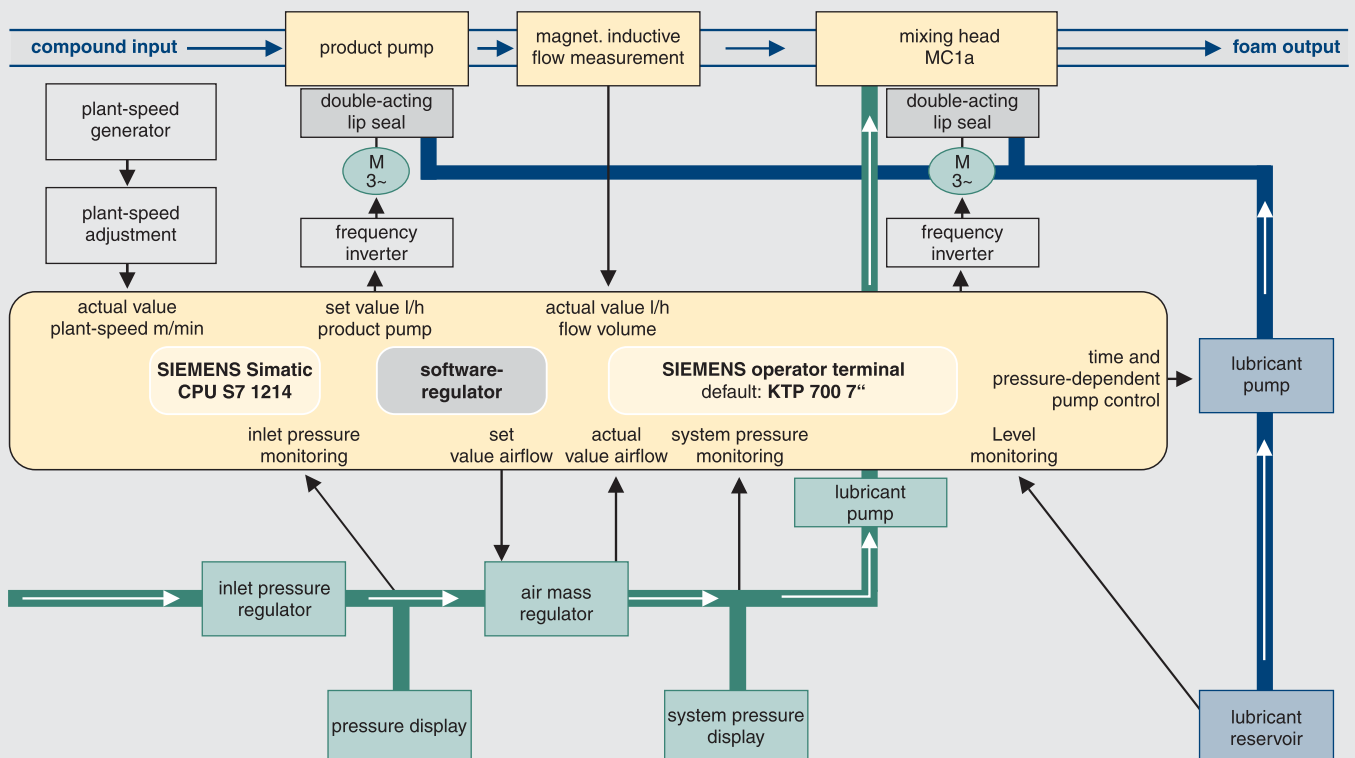 compound input
product pump
magnet. inductive
flow measurement
mixing head
MC1a
foam output
plant-speed
generator
double-acting
lip seal
double-acting
lip seal
M
3~
M
3~
plant-speed
adjustment
frequency
inverter
frequency
inverter
actual value
plant-speed m/min
set value l/h
product pump
actual value l/h
flow volume
SIEMENS Simatic
CPU S7 1214
software-
regulator
SIEMENS operator terminal
default: KTP 700 7“
time and
pressure-dependent
pump control
lubricant
pump
inlet pressure
monitoring
set
value airflow
actual
value airflow
system pressure
monitoring
Level
monitoring
lubricant
pump
inlet pressure
regulator
air mass
regulator
pressure display
system pressure
display
lubricant
reservoir